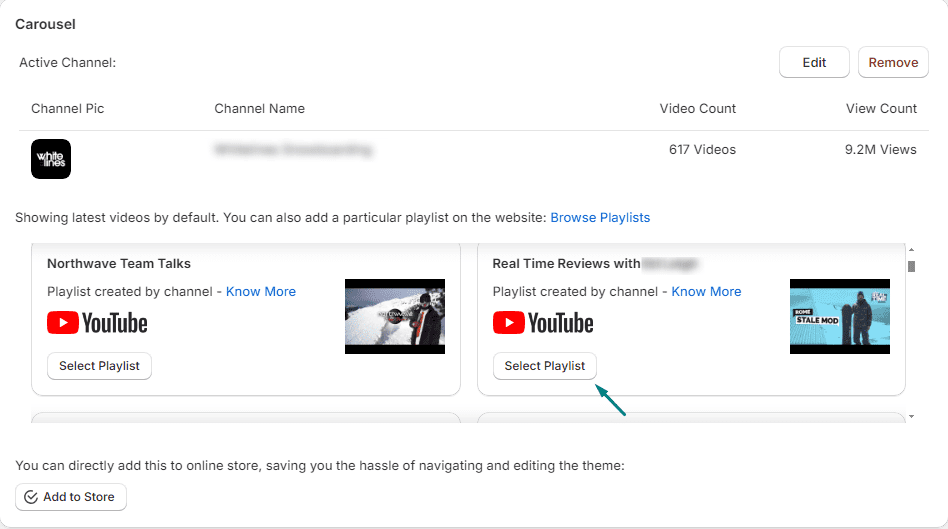 Carousel
Active Channel:
Edit
Remove
Channel Pic
Channel Name
Video Count
View Count
white
lines
617 Videos
9.2M Views
Showing latest videos by default. You can also add a particular playlist on the website: Browse Playlists
Northwave Team Talks
Playlist created by channel - Know More
northwave
YouTube
Select Playlist
Real Time Reviews with
Playlist created by channel - Know More
ROME
STALE MOD
YouTube
Select Playlist
You can directly add this to online store, saving you the hassle of navigating and editing the theme:
Add to Store